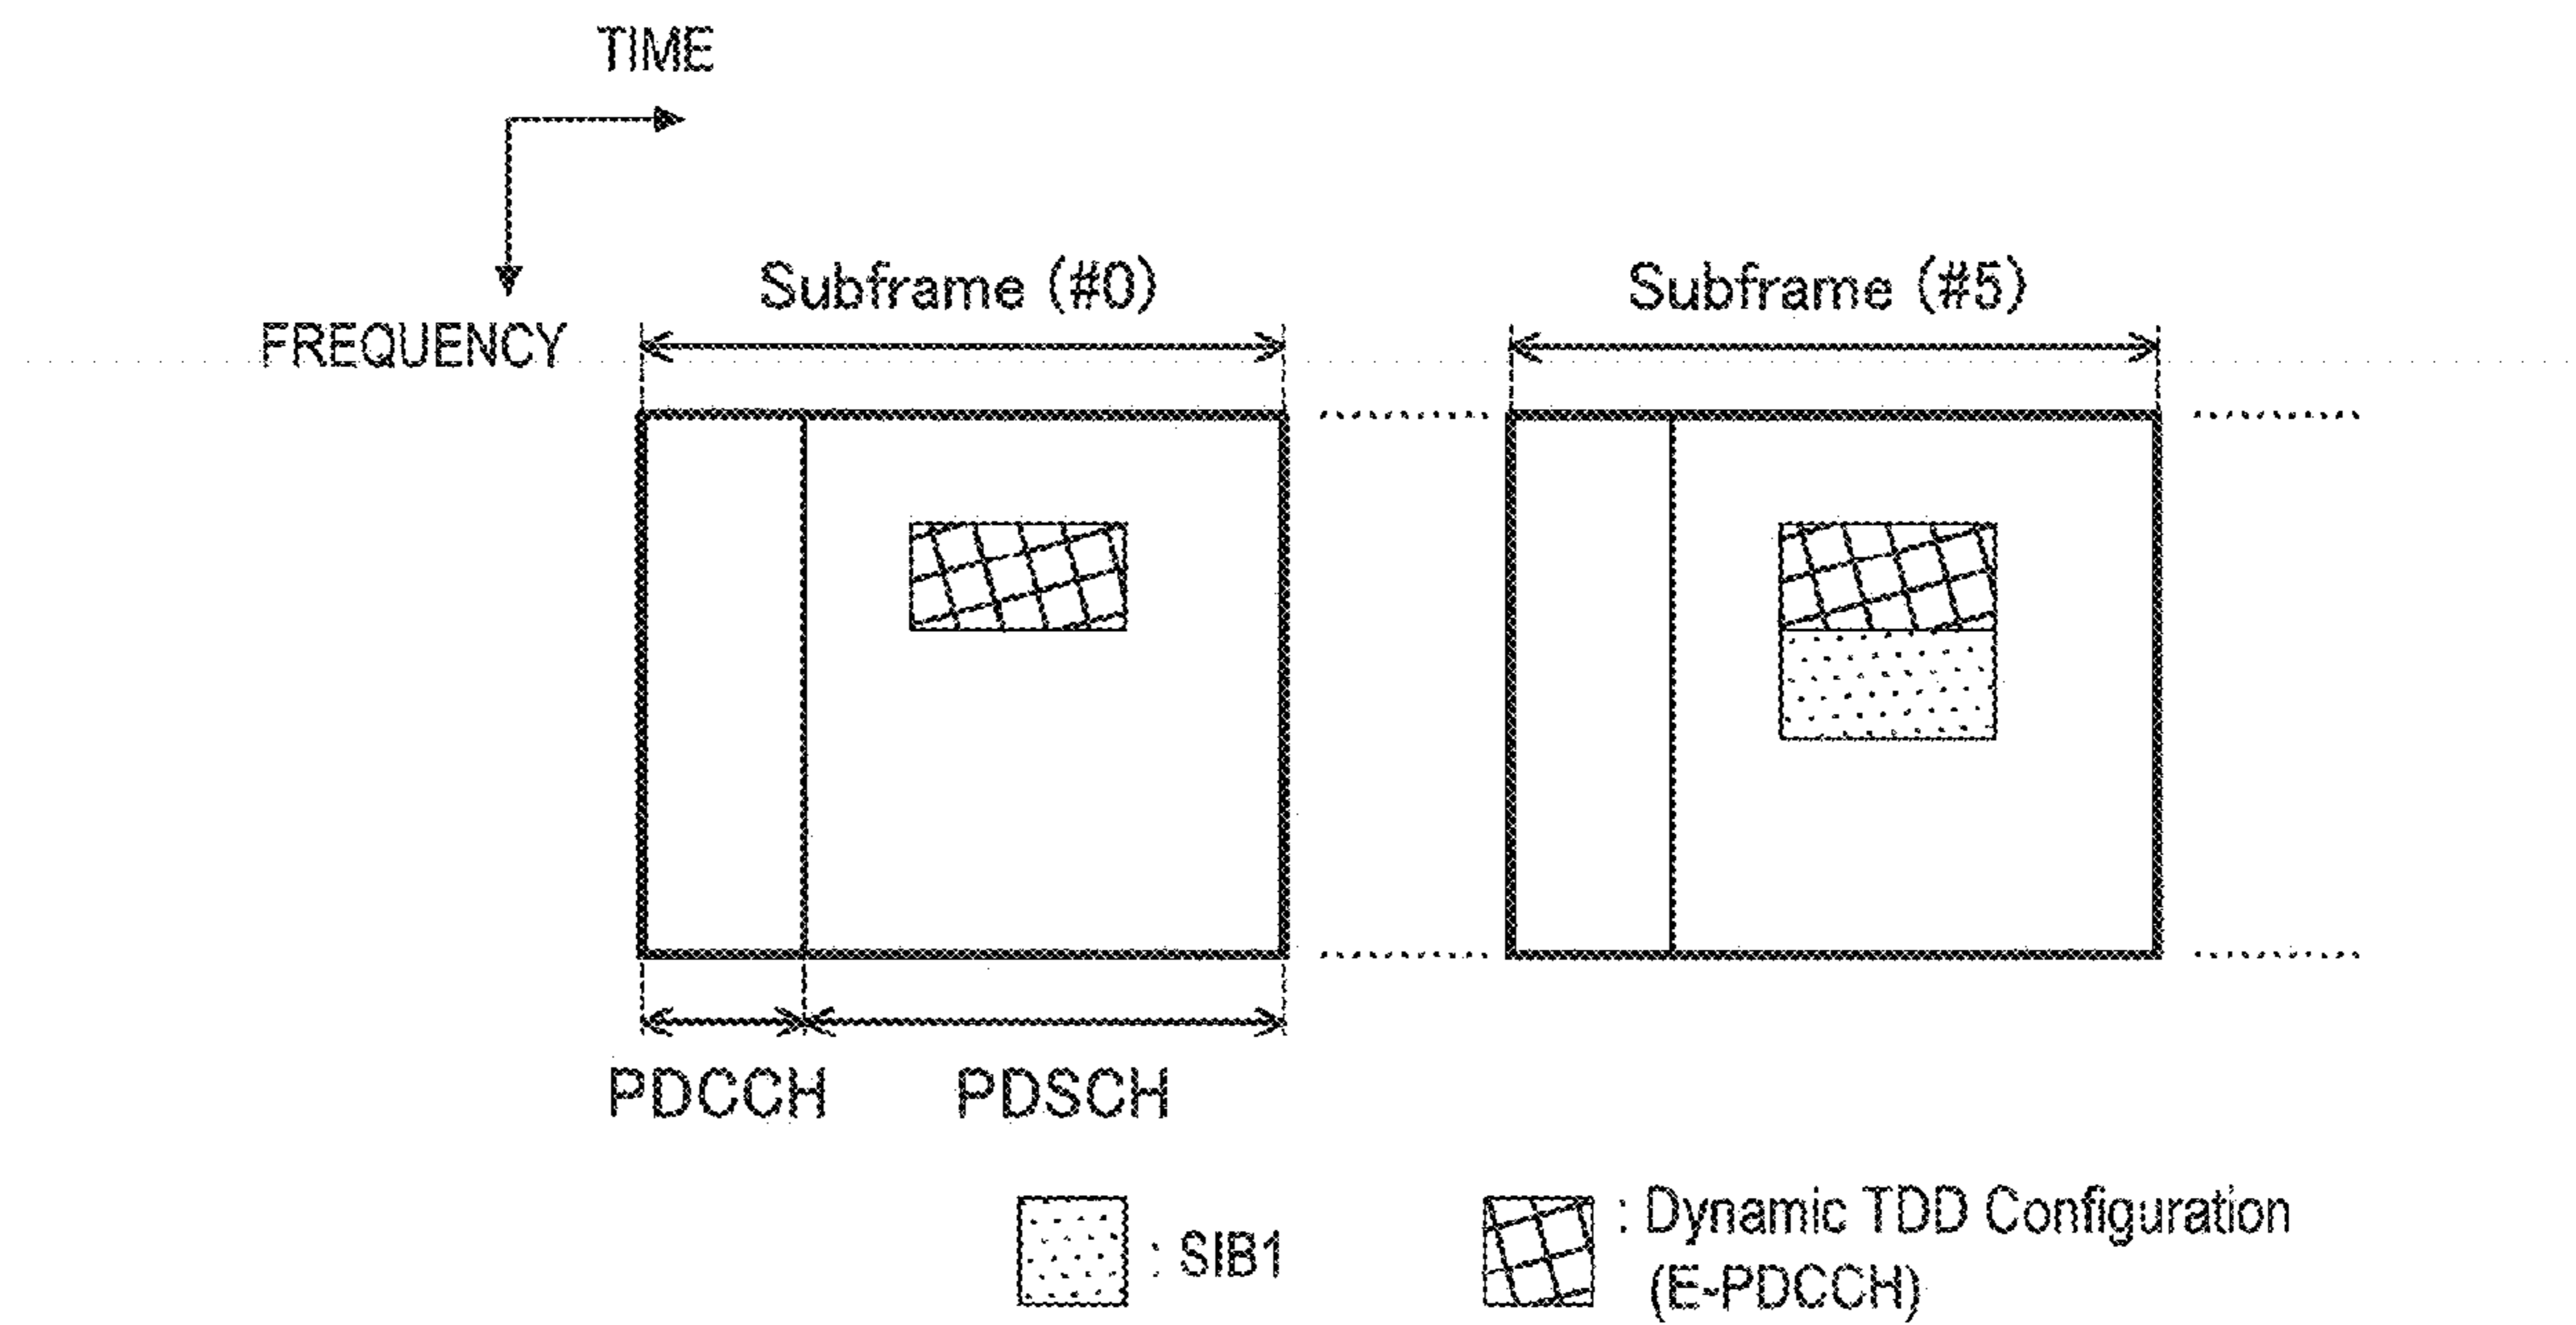 TIME
FREQUENCY
Subframe (#0)
Subframe (#5)
PDCCH
PDSCH
: SIB1
: Dynamic TDD Configuration
(E-PDCCH)